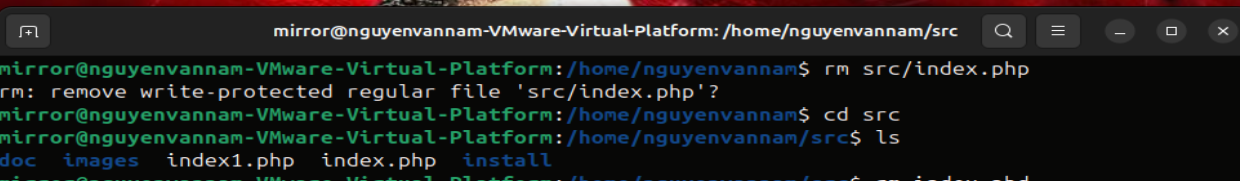 mirror@nguyenvannam-VMware-Virtual-Platform: /home/nguyenvannam/src
mirror@nguyenvannam-VMware-Virtual-Platform:/home/nguyenvannam$ rm src/index.php
rm: remove write-protected regular file 'src/index.php'?
mirror@nguyenvannam-VMware-Virtual-Platform:/home/nguyenvannam$ cd src
mirror@nguyenvannam-VMware-Virtual-Platform:/home/nguyenvannam/src$ ls
doc images index1.php index.php install